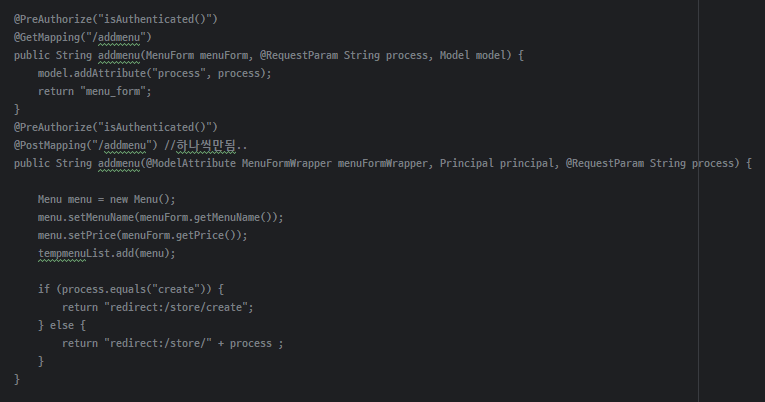 @PreAuthorize("isAuthenticated()")
@GetMapping("/addmenu")
public String addmenu(MenuForm menuForm, @RequestParam String process, Model model) {
    model.addAttribute("process", process);
    return "menu_form";
}
@PreAuthorize("isAuthenticated()")
@PostMapping("/addmenu") //하나씩만됨..
public String addmenu(@ModelAttribute MenuFormWrapper menuFormWrapper, Principal principal, @RequestParam String process) {
    Menu menu = new Menu();
    menu.setMenuName(menuForm.getMenuName());
    menu.setPrice(menuForm.getPrice());
    tempmenuList.add(menu);
    if (process.equals("create")) {
        return "redirect:/store/create";
    } else {
        return "redirect:/store/" + process ;
    }
}